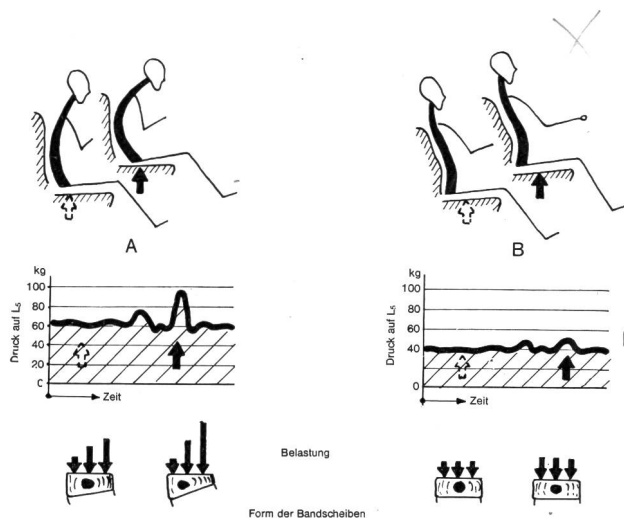 A
B
kg
100
80
60
40
20
Druck auf L5
Zeit
kg
100
80
60
40
20
0
Druck auf L5
Zeit
Belastung
Form der Bandscheiben